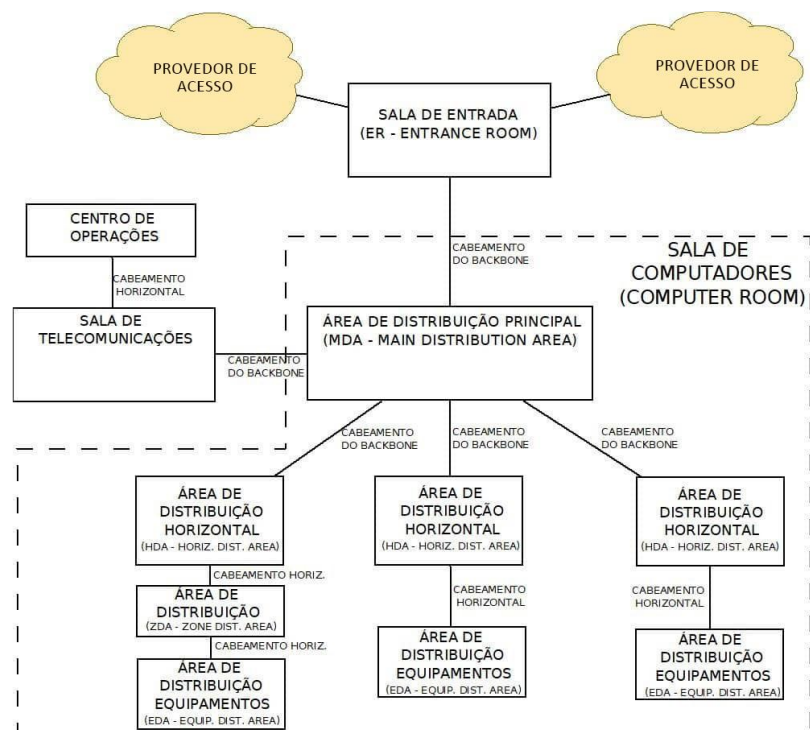 PROVEDOR DE
ACESSO
PROVEDOR DE
ACESSO
SALA DE ENTRADA
(ER - ENTRANCE ROOM)
CENTRO DE
OPERAÇÕES
CABEAMENTO
HORIZONTAL
SALA DE
TELECOMUNICAÇÕES
CABEAMENTO
DO BACKBONE
SALA DE
COMPUTADORES
(COMPUTER ROOM)
ÁREA DE DISTRIBUIÇÃO PRINCIPAL
(MDA - MAIN DISTRIBUTION AREA)
CABEAMENTO
DO BACKBONE
CABEAMENTO
DO BACKBONE
CABEAMENTO
DO BACKBONE
CABEAMENTO
DO BACKBONE
ÁREA DE
DISTRIBUIÇÃO
HORIZONTAL
(HDA - HORIZ. DIST. AREA)
CABEAMENTO HORIZ.
ÁREA DE
DISTRIBUIÇÃO
(ZDA - ZONE DIST. AREA)
CABEAMENTO HORIZ.
ÁREA DE
DISTRIBUIÇÃO
EQUIPAMENTOS
(EDA - EQUIP. DIST. AREA)
ÁREA DE
DISTRIBUIÇÃO
HORIZONTAL
(HDA - HORIZ. DIST. AREA)
CABEAMENTO
HORIZONTAL
ÁREA DE
DISTRIBUIÇÃO
EQUIPAMENTOS
(EDA - EQUIP. DIST. AREA)
ÁREA DE
DISTRIBUIÇÃO
HORIZONTAL
(HDA - HORIZ. DIST. AREA)
CABEAMENTO
HORIZONTAL
ÁREA DE
DISTRIBUIÇÃO
EQUIPAMENTOS
(EDA - EQUIP. DIST. AREA)